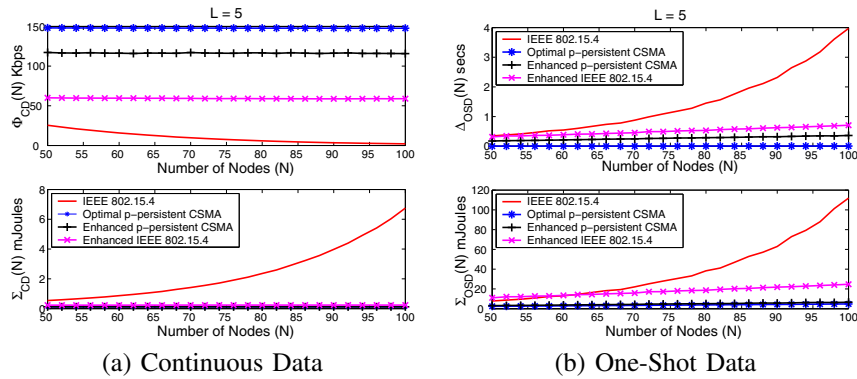 L = 5
Φ_CD(N) Kbps
150
100
50
0
50 55 60 65 70 75 80 85 90 95 100
Number of Nodes (N)
Σ_CD(N) mJoules
8
6
4
2
0
IEEE 802.15.4
Optimal p−persistent CSMA
Enhanced p−persistent CSMA
Enhanced IEEE 802.15.4
50 55 60 65 70 75 80 85 90 95 100
Number of Nodes (N)
(a) Continuous Data
L = 5
Δ_OSD(N) secs
4
3
2
1
0
IEEE 802.15.4
Optimal p−persistent CSMA
Enhanced p−persistent CSMA
Enhanced IEEE 802.15.4
50 55 60 65 70 75 80 85 90 95 100
Number of Nodes (N)
Σ_OSD(N) mJoules
120
100
80
60
40
20
0
IEEE 802.15.4
Optimal p−persistent CSMA
Enhanced p−persistent CSMA
Enhanced IEEE 802.15.4
50 55 60 65 70 75 80 85 90 95 100
Number of Nodes (N)
(b) One-Shot Data